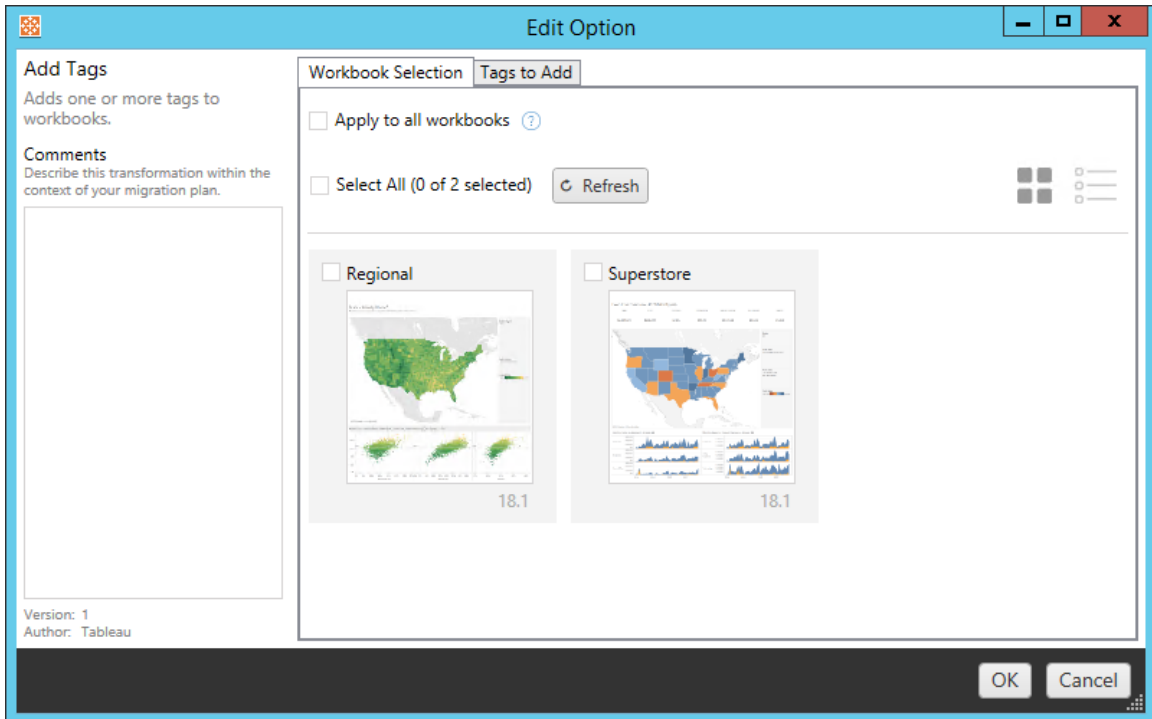 Edit Option
Add Tags
Adds one or more tags to
workbooks.
Comments
Describe this transformation within the
context of your migration plan.
Version: 1
Author: Tableau
Workbook Selection
Tags to Add
Apply to all workbooks ?
Select All (0 of 2 selected)
Refresh
Regional
18.1
Superstore
18.1
OK
Cancel